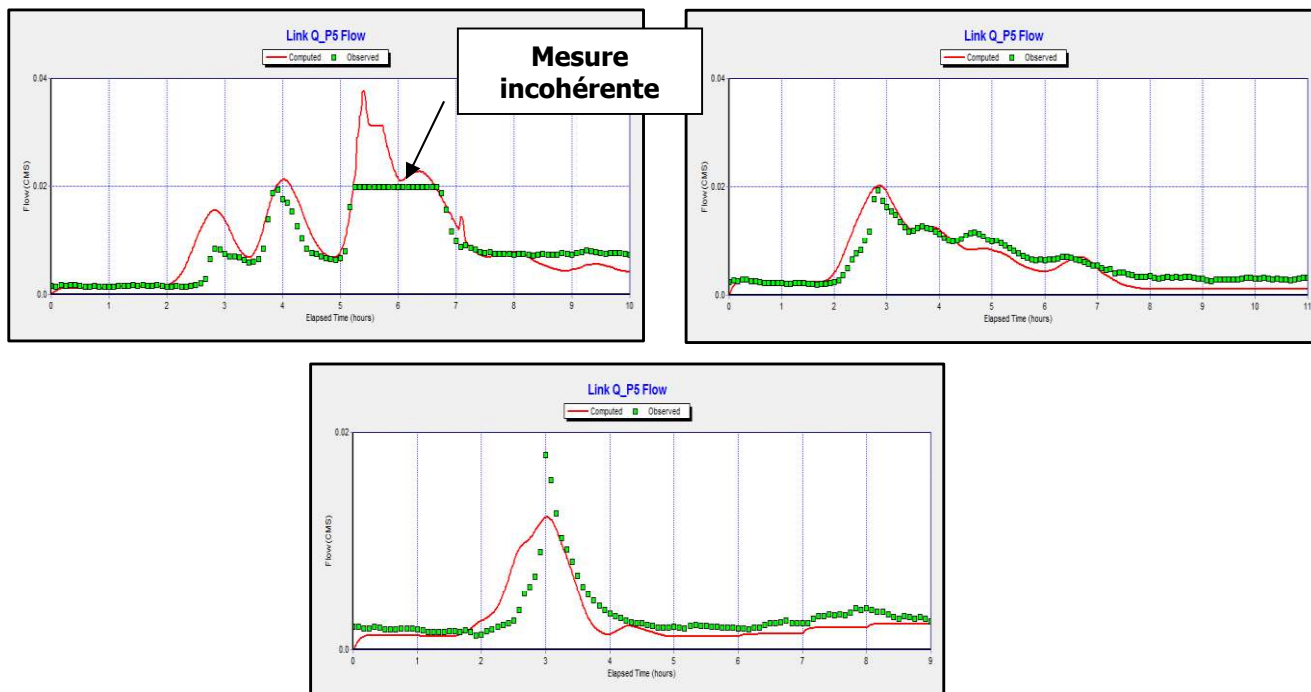 Link Q_P5 Flow
Computed Observed
Mesure
incohérente
0.04
0.02
0.0
Flow (CMS)
0 1 2 3 4 5 6 7 8 9 10
Elapsed Time (hours)
Link Q_P5 Flow
Computed Observed
0.04
0.02
0.0
Flow (CMS)
0 1 2 3 4 5 6 7 8 9 10 11
Elapsed Time (hours)
Link Q_P5 Flow
Computed Observed
0.02
0.0
Flow (CMS)
0 1 2 3 4 5 6 7 8 9
Elapsed Time (hours)